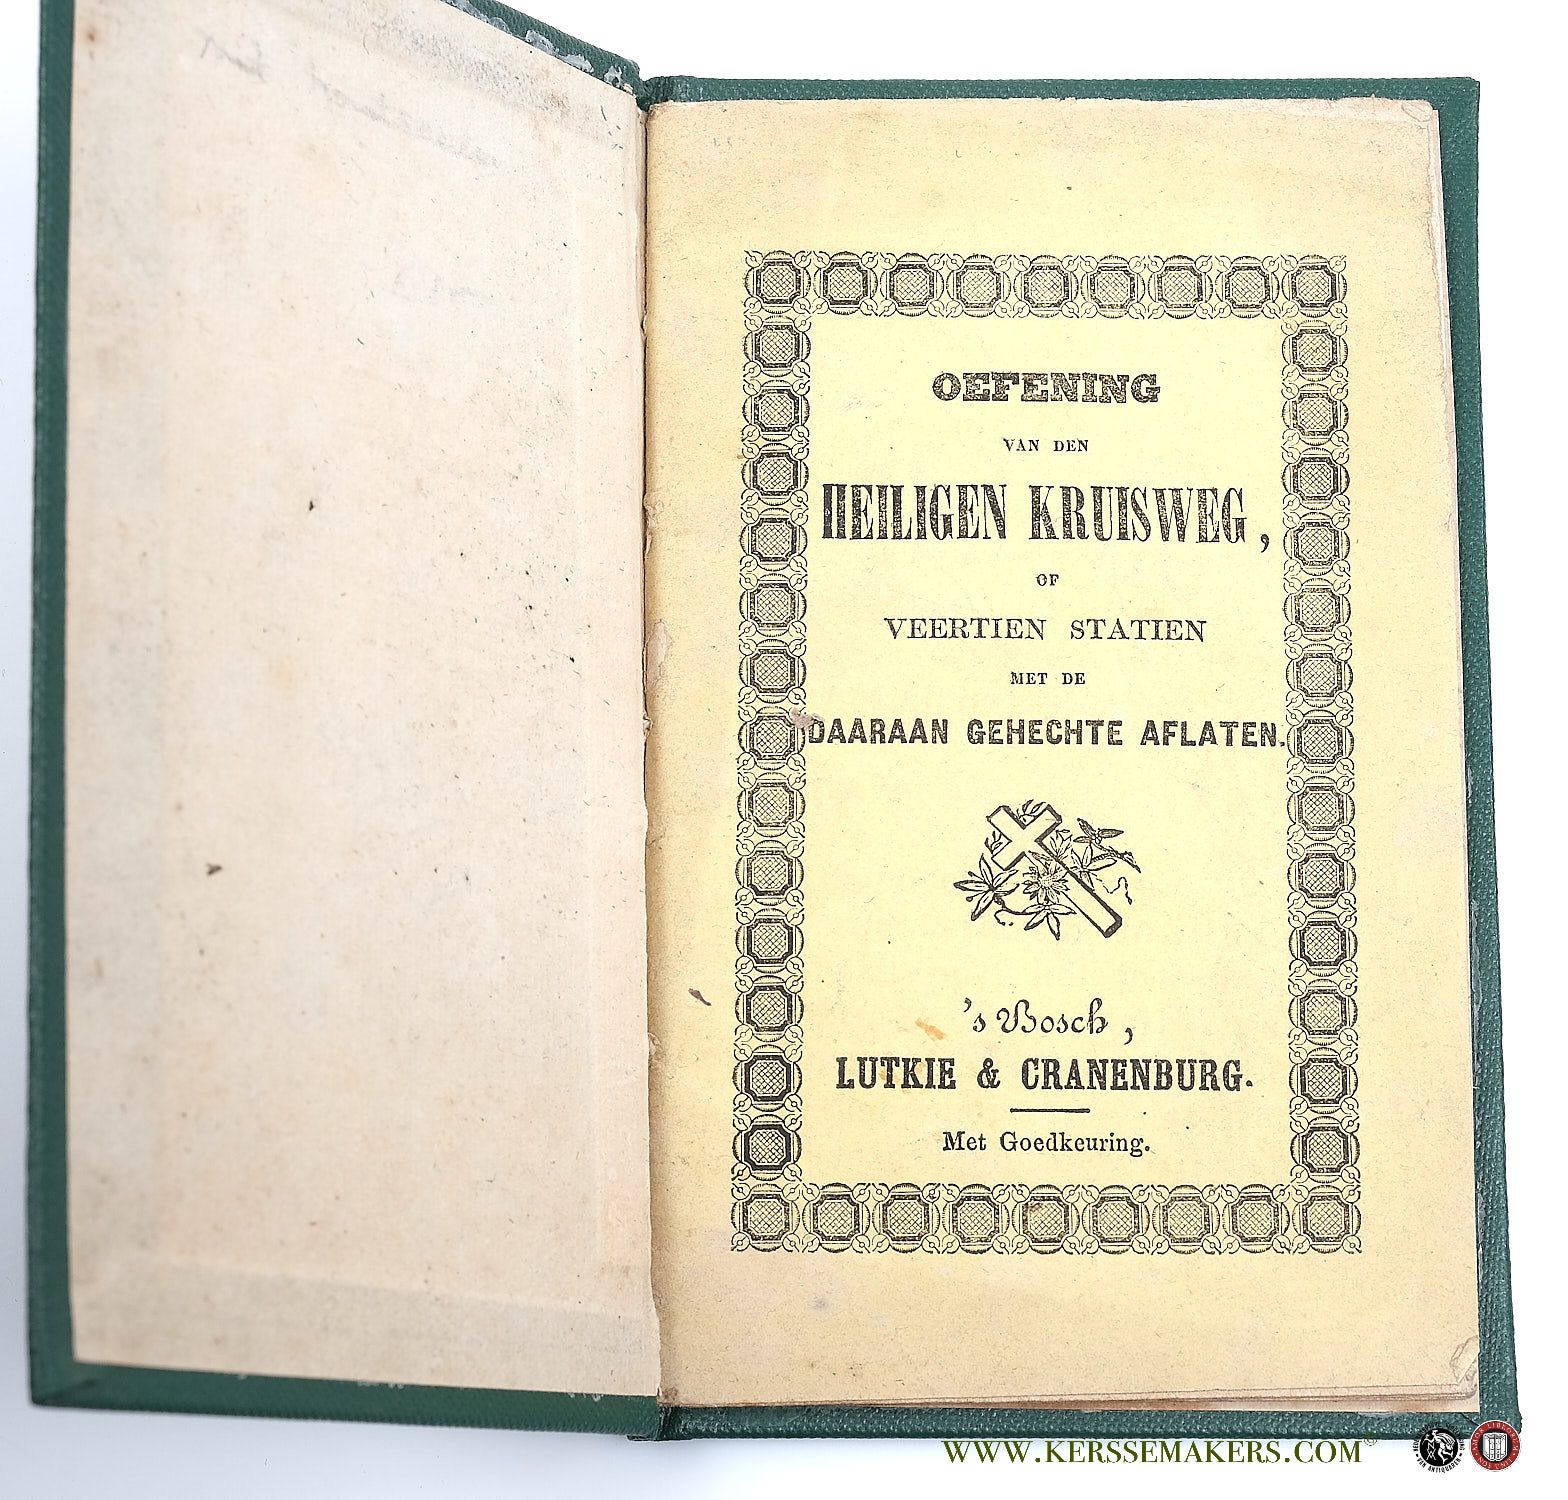 OEFENING
VAN DEN
HEILIGEN KRUISWEG,
OF
VEERTIEN STATIEN
MET DE
DAARAAN GEHECHTE AFLATEN.
's Bosch,
LUTKIE & CRANENBURG.
Met Goedkeuring.
WWW.KERSSEMAKERS.COM©